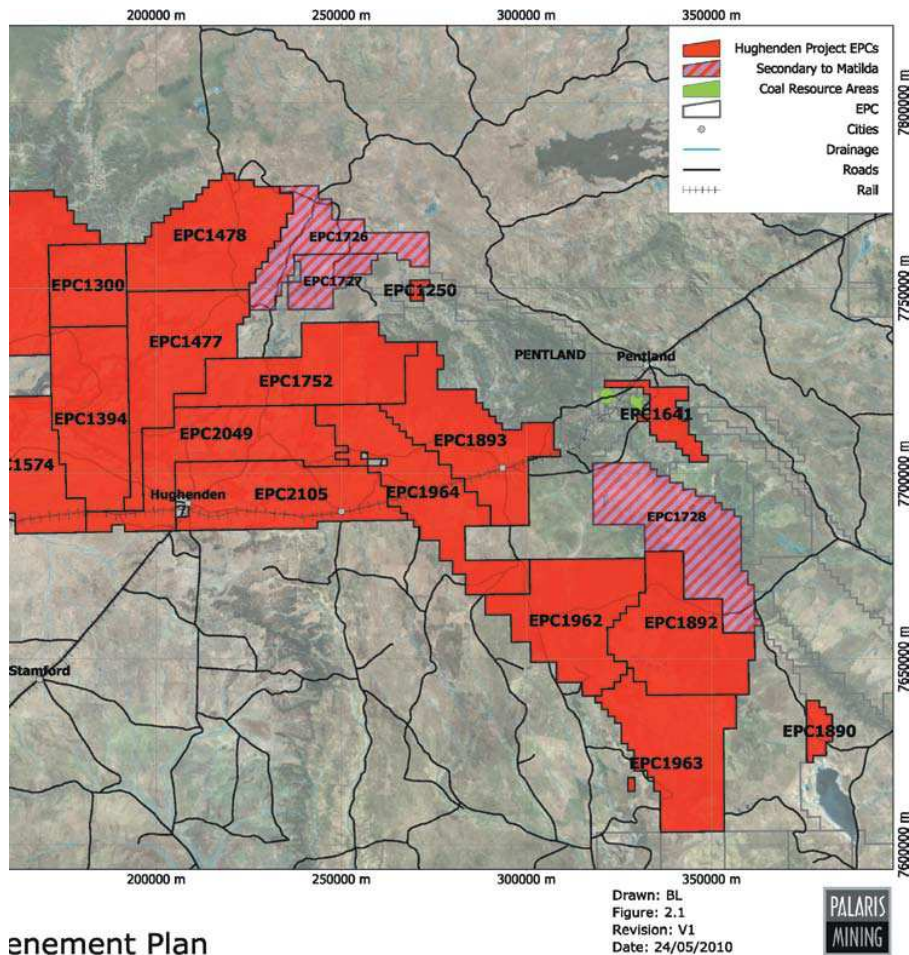 200000 m
250000 m
300000 m
350000 m
Hughenden Project EPCs
Secondary to Matilda
Coal Resource Areas
EPC
Cities
Drainage
Roads
Rail
7800000 m
EPC1478
EPC1726
EPC1300
EPC1727
EPC1250
7750000 m
EPC1477
PENTLAND
Pentland
EPC1752
EPC1394
EPC1641
EPC2049
EPC1893
C1574
EPC2105
EPC1964
7700000 m
Hughenden
EPC1728
EPC1962
EPC1892
7650000 m
Stamford
EPC1890
EPC1963
7600000 m
200000 m
250000 m
300000 m
350000 m
Drawn: BL
Figure: 2.1
Revision: V1
Date: 24/05/2010
PALARIS
MINING
enement Plan